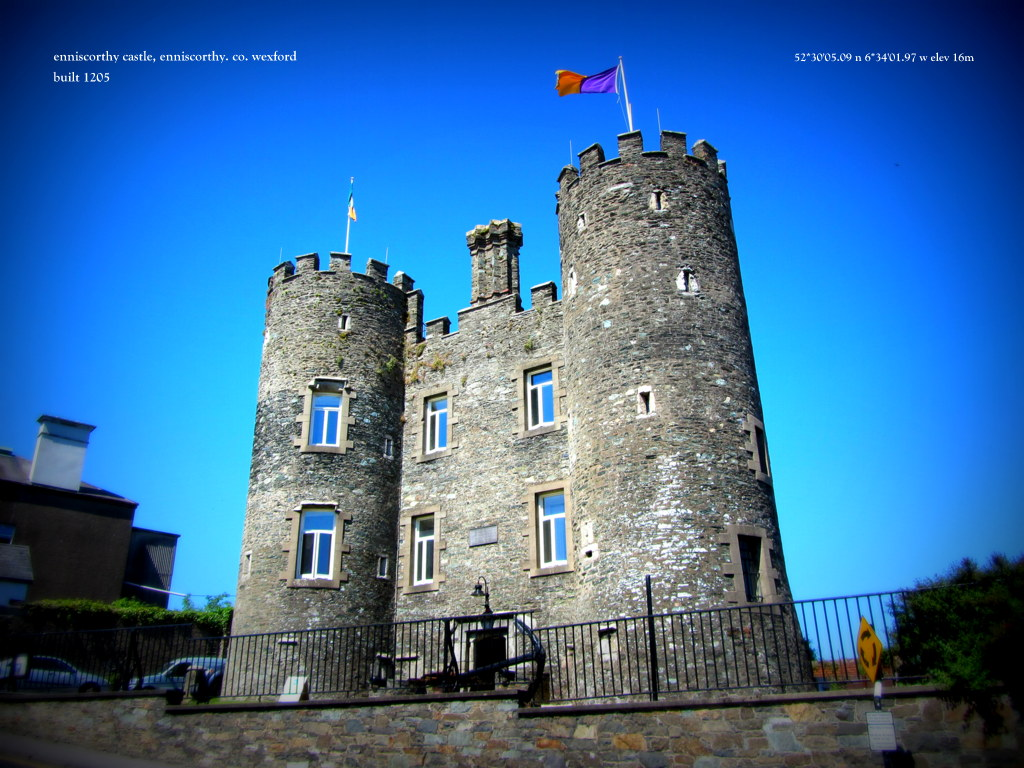 enniscorthy castle, enniscorthy. co. wexford
built 1205
52°30'05.09 n 6°34'01.97 w elev 16m